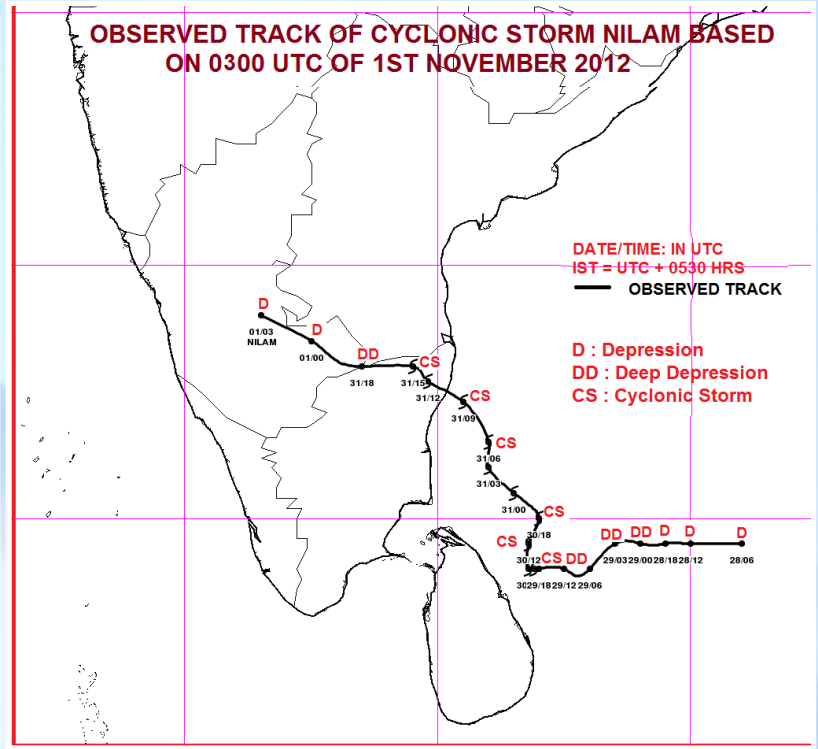 OBSERVED TRACK OF CYCLONIC STORM NILAM BASED
ON 0300 UTC OF 1ST NOVEMBER 2012
DATE/TIME: IN UTC
IST = UTC + 0530 HRS
OBSERVED TRACK
D : Depression
DD : Deep Depression
CS : Cyclonic Storm
D
01/03
NILAM
D
01/00
DD
31/18
CS
31/15
31/12
CS
31/09
CS
31/06
31/03
31/00
CS
30/18
CS
30/12
CS
DD
DD
DD
D
D
D
29/03
29/00
28/18
28/12
28/06
30
29/18
29/12
29/06